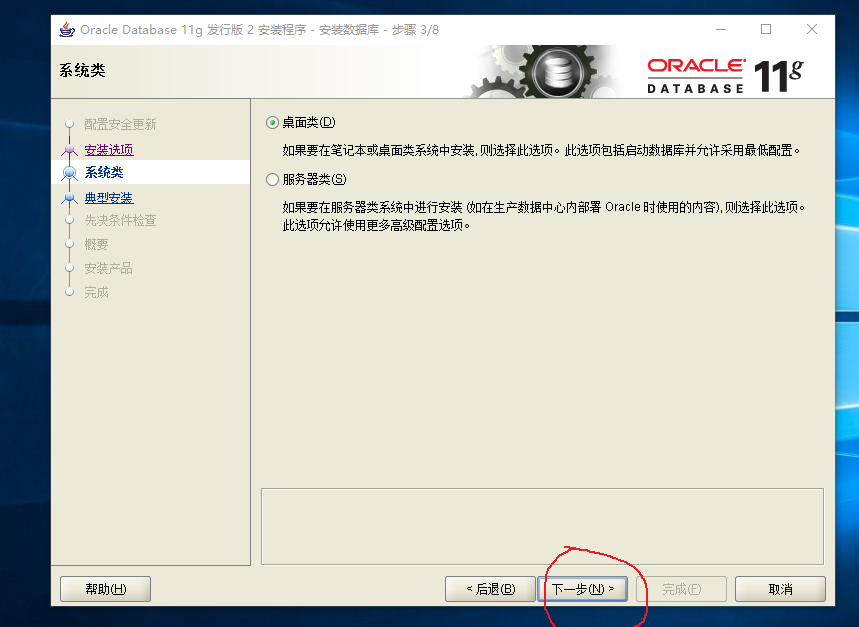 Oracle Database 11g 发行版 2 安装程序 - 安装数据库 - 步骤 3/8
系统类
ORACLE
DATABASE
11g
配置安全更新
安装选项
系统类
典型安装
先决条件检查
概要
安装产品
完成
桌面类(D)
如果要在笔记本或桌面类系统中安装,则选择此选项。此选项包括启动数据库并允许采用最低配置。
服务器类(S)
如果要在服务器类系统中进行安装 (如在生产数据中心内部署 Oracle 时使用的内容),则选择此选项。
此选项允许使用更多高级配置选项。
帮助(H)
< 后退(B)
下一步(N) >
完成(F)
取消